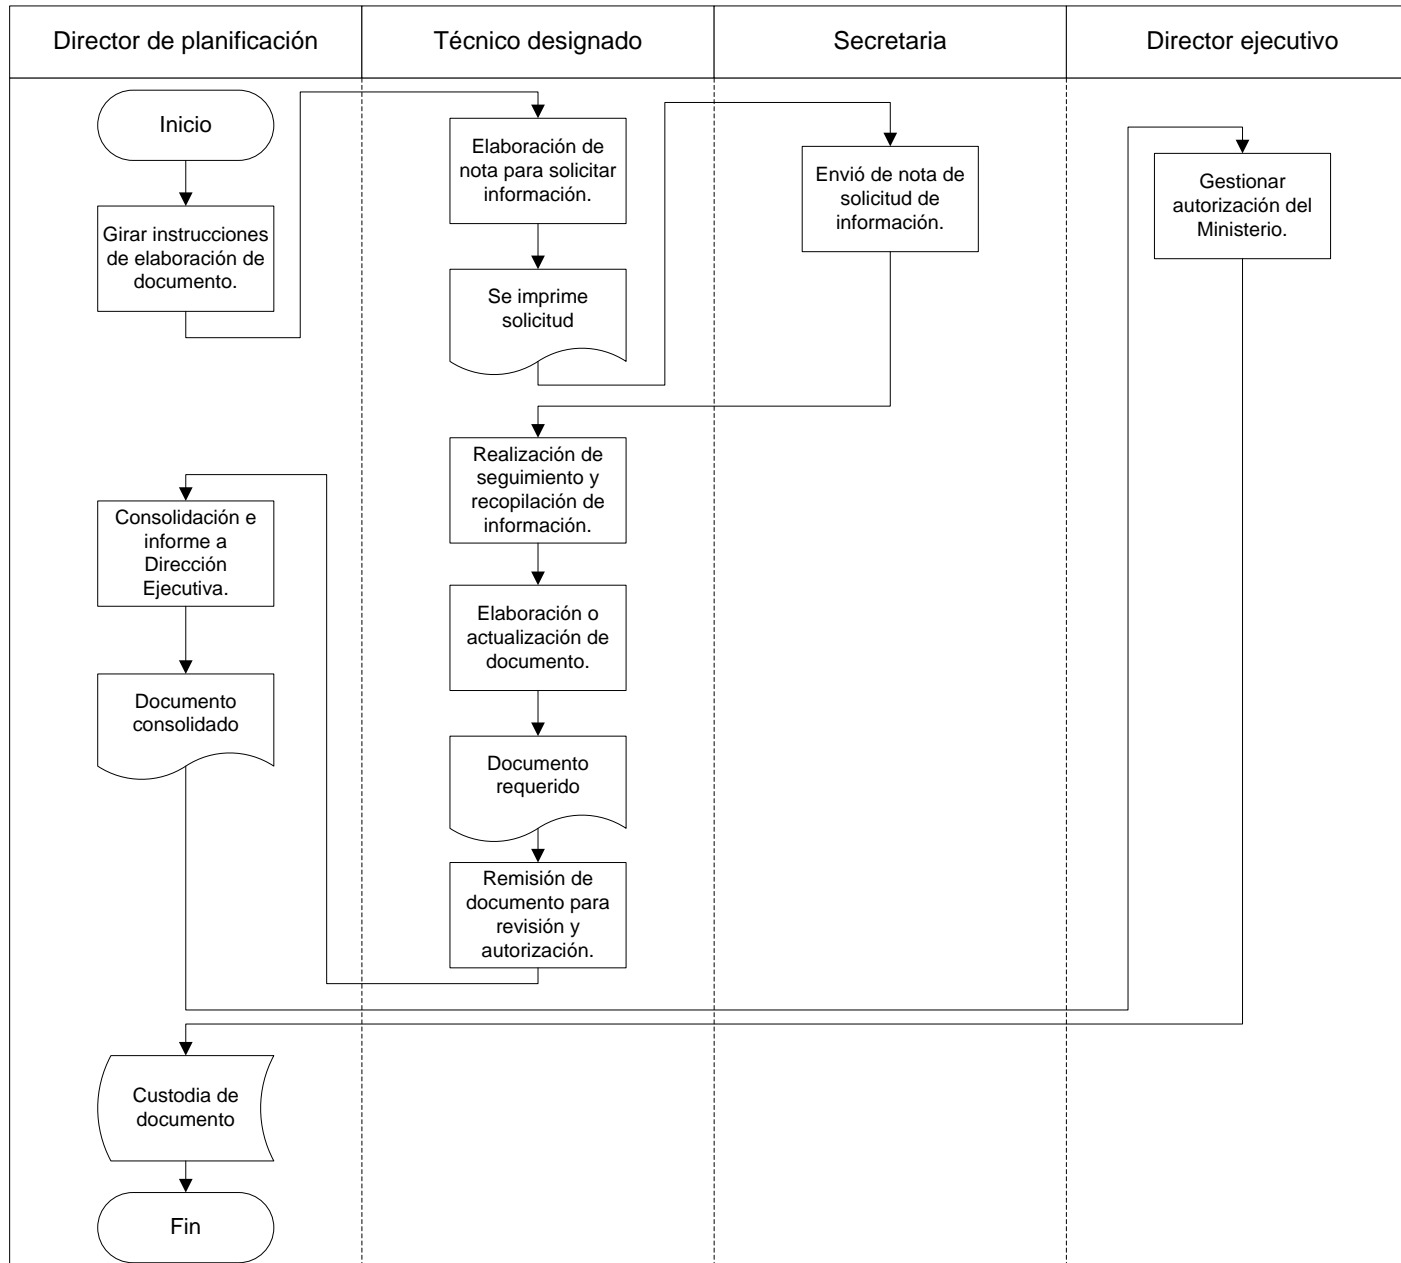 Director de planificación
Técnico designado
Secretaria
Director ejecutivo
Inicio
Girar instrucciones
de elaboración de
documento.
Elaboración de
nota para solicitar
información.
Se imprime
solicitud
Envió de nota de
solicitud de
información.
Gestionar
autorización del
Ministerio.
Realización de
seguimiento y
recopilación de
información.
Elaboración o
actualización de
documento.
Documento
requerido
Remisión de
documento para
revisión y
autorización.
Consolidación e
informe a
Dirección
Ejecutiva.
Documento
consolidado
Custodia de
documento
Fin